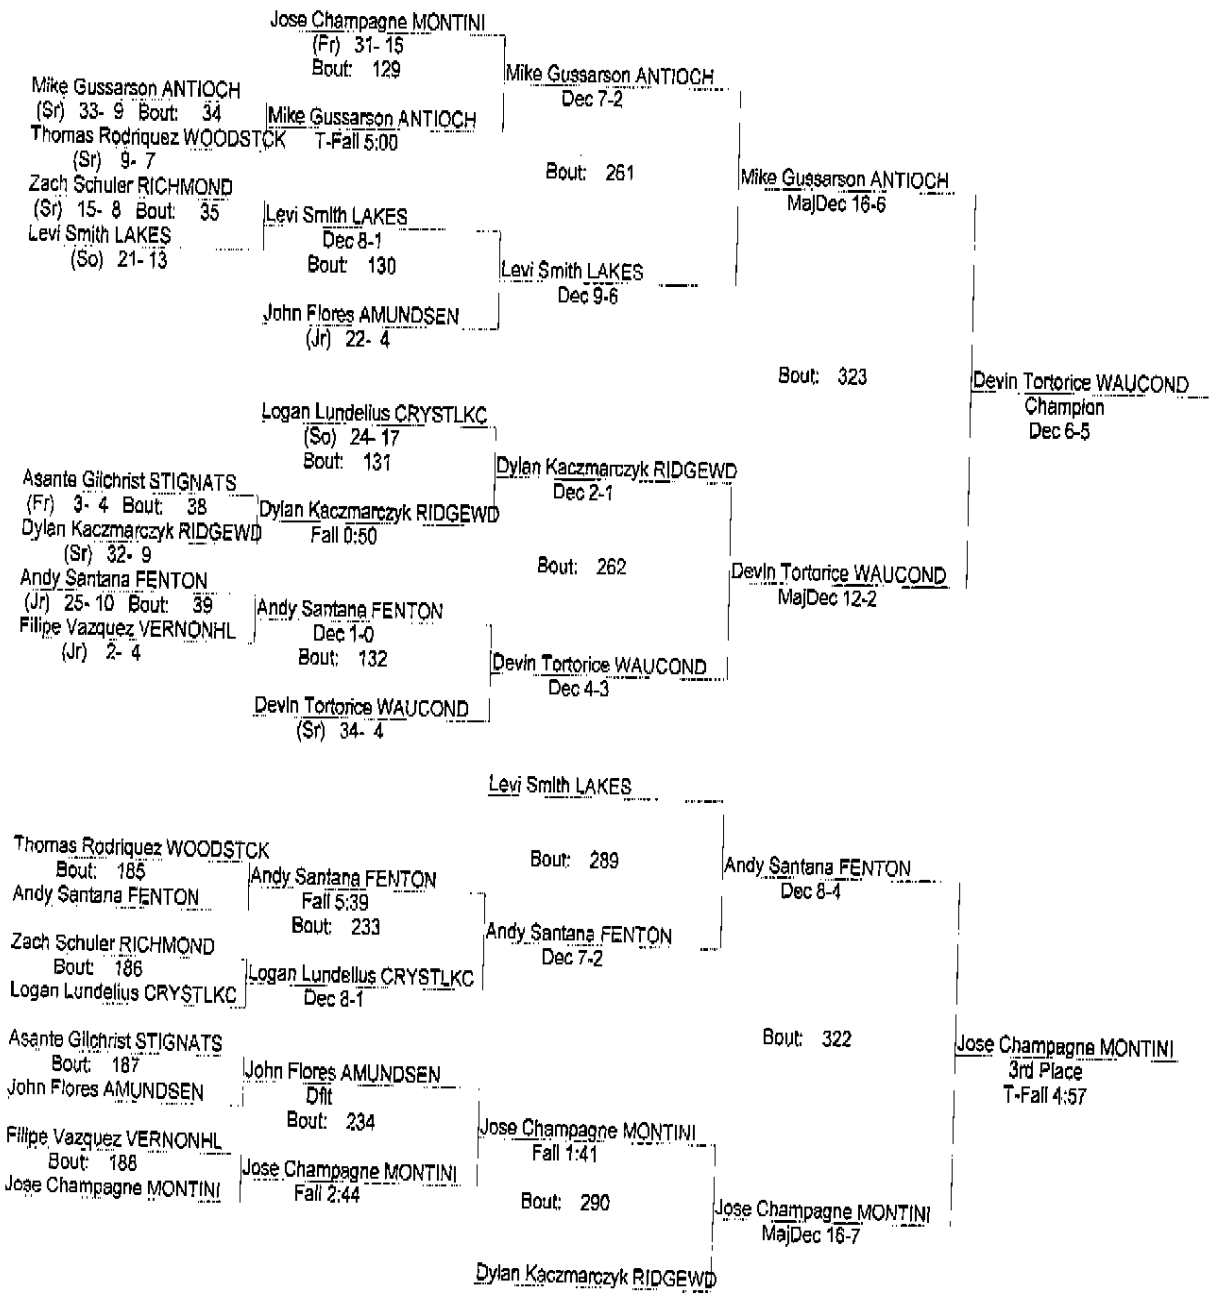 Jose Champagne MONTINI
(Fr) 31- 15
Bout: 129
Mike Gussarson ANTIOCH
Dec 7-2
Mike Gussarson ANTIOCH
(Sr) 33- 9 Bout: 34
Mike Gussarson ANTIOCH
T-Fall 5:00
Thomas Rodriquez WOODSTCK
(Sr) 9- 7
Bout: 261
Mike Gussarson ANTIOCH
MajDec 16-6
Zach Schuler RICHMOND
(Sr) 15- 8 Bout: 35
Levi Smith LAKES
Dec 8-1
Bout: 130
Levi Smith LAKES
(So) 21- 13
Levi Smith LAKES
Dec 9-6
John Flores AMUNDSEN
(Jr) 22- 4
Bout: 323
Devin Tortorice WAUCOND
Champion
Dec 6-5
Logan Lundelius CRYSTLKC
(So) 24- 17
Bout: 131
Dylan Kaczmarczyk RIDGEWD
Dec 2-1
Asante Gilchrist STIGNATS
(Fr) 3- 4 Bout: 38
Dylan Kaczmarczyk RIDGEWD
Fall 0:50
Dylan Kaczmarczyk RIDGEWD
(Sr) 32- 9
Bout: 262
Devin Tortorice WAUCOND
MajDec 12-2
Andy Santana FENTON
(Jr) 25- 10 Bout: 39
Andy Santana FENTON
Dec 1-0
Bout: 132
Filipe Vazquez VERNONHL
(Jr) 2- 4
Devin Tortorice WAUCOND
Dec 4-3
Devin Tortorice WAUCOND
(Sr) 34- 4
Levi Smith LAKES
Thomas Rodriquez WOODSTCK
Bout: 185
Andy Santana FENTON
Andy Santana FENTON
Fall 5:39
Bout: 233
Bout: 289
Andy Santana FENTON
Dec 8-4
Zach Schuler RICHMOND
Bout: 186
Logan Lundelius CRYSTLKC
Logan Lundelius CRYSTLKC
Dec 8-1
Andy Santana FENTON
Dec 7-2
Bout: 322
Jose Champagne MONTINI
3rd Place
T-Fall 4:57
Asante Gilchrist STIGNATS
Bout: 187
John Flores AMUNDSEN
John Flores AMUNDSEN
Dflt
Bout: 234
Jose Champagne MONTINI
Fall 1:41
Filipe Vazquez VERNONHL
Bout: 188
Jose Champagne MONTINI
Jose Champagne MONTINI
Fall 2:44
Bout: 290
Jose Champagne MONTINI
MajDec 16-7
Dylan Kaczmarczyk RIDGEWD